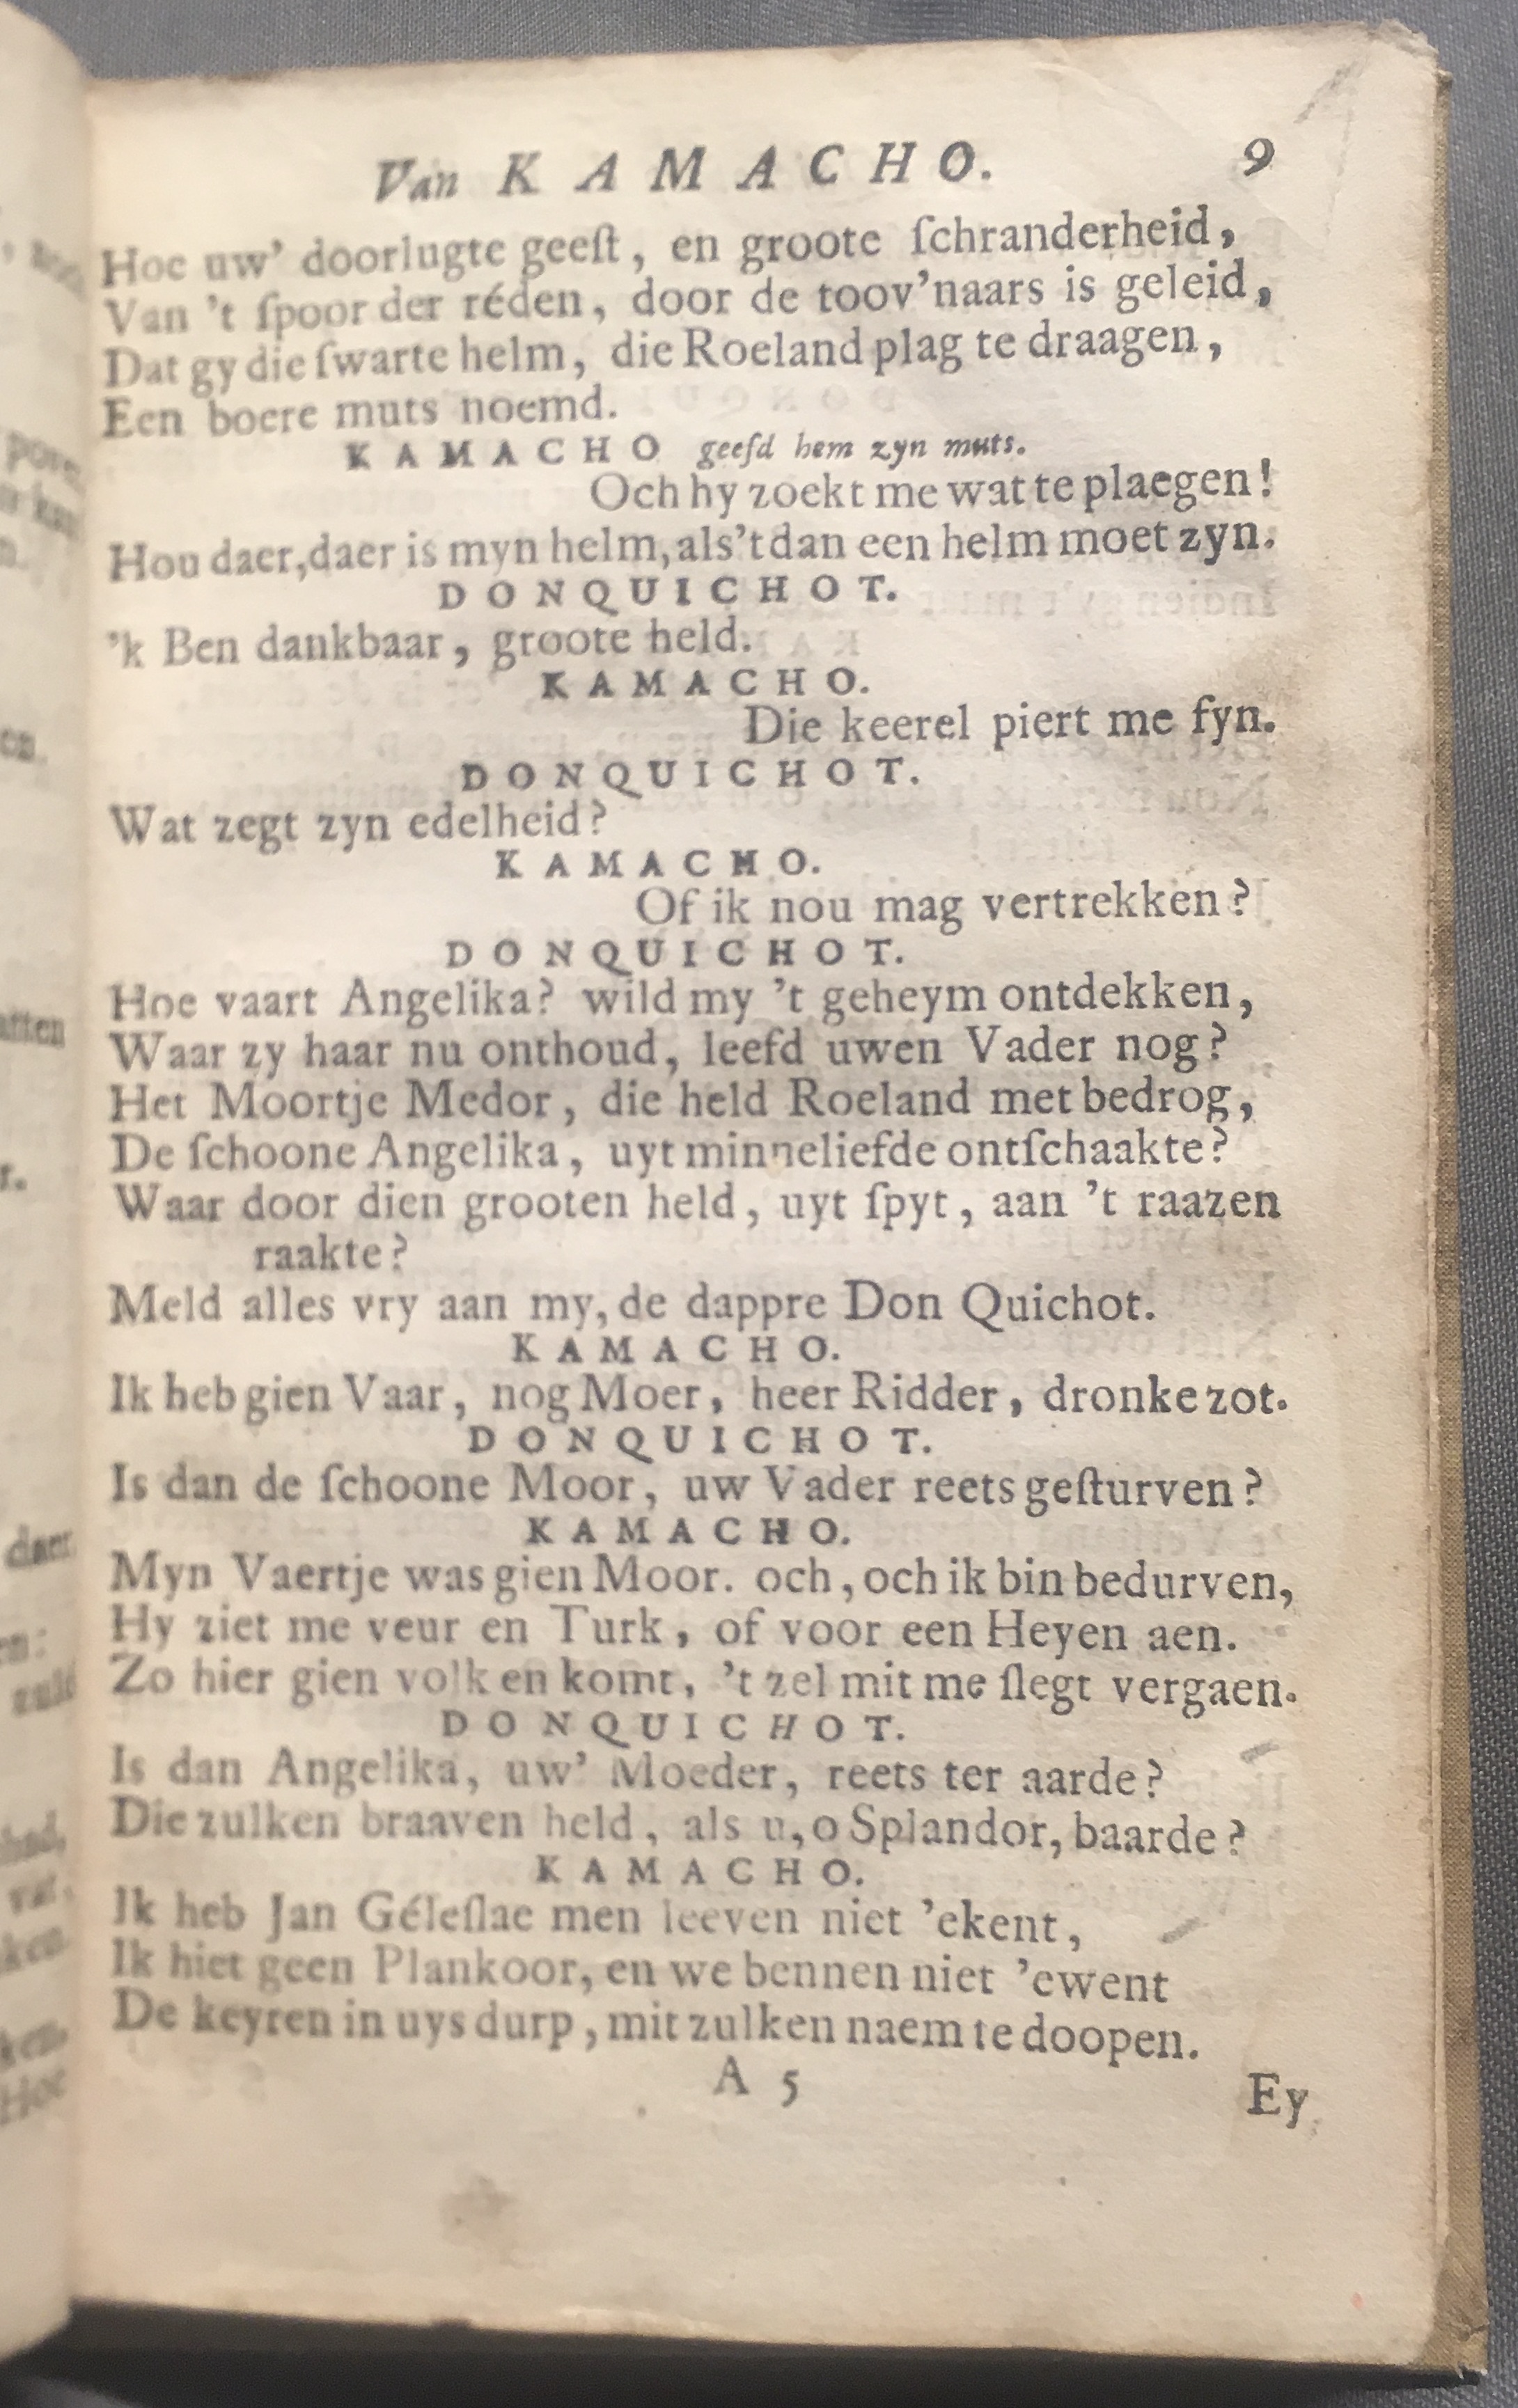 Van KAMACHO. 9
Hoe uw' doorlugte geeſt, en groote ſchranderheid,
Van 't ſpoor der réden, door de toov'naars is geleid,
Dat gy die ſwarte helm, die Roeland plag te draagen,
Een boere muts noemd.
KAMACHO geefd hem zyn muts.
Och hy zoekt me wat te plaegen!
Hou daer, daer is myn helm, als 't dan een helm moet zyn.
DONQUICHOT.
'k Ben dankbaar, groote held.
KAMACHO.
Die keerel piert me fyn.
DONQUICHOT.
Wat zegt zyn edelheid?
KAMACHO.
Of ik nou mag vertrekken?
DONQUICHOT.
Hoe vaart Angelika? wild my 't geheym ontdekken,
Waar zy haar nu onthoud, leefd uwen Vader nog?
Het Moortje Medor, die held Roeland met bedrog,
De ſchoone Angelika, uyt minneliefde ontſchaakte?
Waar door dien grooten held, uyt ſpyt, aan 't raazen
raakte?
Meld alles vry aan my, de dappre Don Quichot.
KAMACHO.
Ik heb gien Vaar, nog Moer, heer Ridder, dronke zot.
DONQUICHOT.
Is dan de ſchoone Moor, uw Vader reets geſturven?
KAMACHO.
Myn Vaertje was gien Moor. och, och ik bin bedurven,
Hy ziet me veur en Turk, of voor een Heyen aen.
Zo hier gien volk en komt, 't zel mit me ſlegt vergaen.
DONQUICHOT.
Is dan Angelika, uw' Moeder, reets ter aarde?
Die zulken braaven held, als u, o Splandor, baarde?
KAMACHO.
Ik heb Jan Géleſlae men leeven niet 'ekent,
Ik hiet geen Plankoor, en we bennen niet 'ewent
De keyren in uys durp, mit zulken naem te doopen.
A 5
Ey